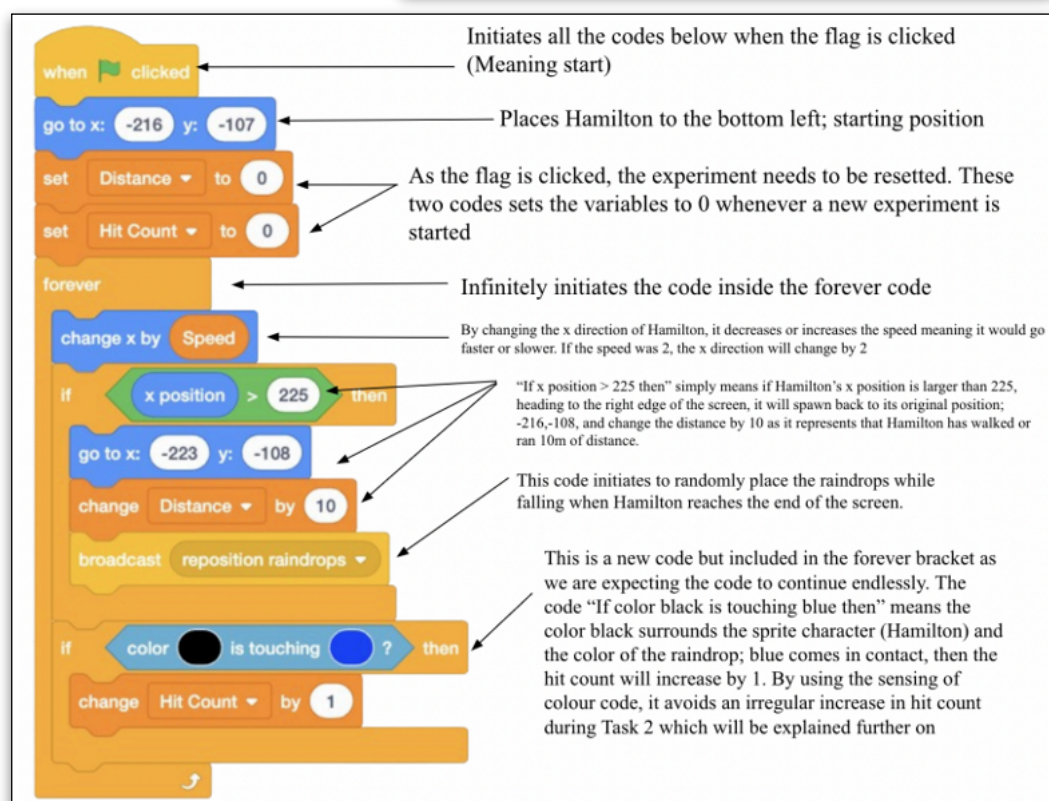 when clicked
Initiates all the codes below when the flag is clicked
(Meaning start)
go to x: -216 y: -107
Places Hamilton to the bottom left; starting position
set Distance to 0
set Hit Count to 0
As the flag is clicked, the experiment needs to be resetted. These
two codes sets the variables to 0 whenever a new experiment is
started
forever
Infinitely initiates the code inside the forever code
change x by Speed
By changing the x direction of Hamilton, it decreases or increases the speed meaning it would go
faster or slower. If the speed was 2, the x direction will change by 2
if x position > 225 then
"If x position > 225 then" simply means if Hamilton's x position is larger than 225,
heading to the right edge of the screen, it will spawn back to its original position;
-216,-108, and change the distance by 10 as it represents that Hamilton has walked or
ran 10m of distance.
go to x: -223 y: -108
change Distance by 10
broadcast reposition raindrops
This code initiates to randomly place the raindrops while
falling when Hamilton reaches the end of the screen.
if color is touching ? then
change Hit Count by 1
This is a new code but included in the forever bracket as
we are expecting the code to continue endlessly. The
code "If color black is touching blue then" means the
color black surrounds the sprite character (Hamilton) and
the color of the raindrop; blue comes in contact, then the
hit count will increase by 1. By using the sensing of
colour code, it avoids an irregular increase in hit count
during Task 2 which will be explained further on